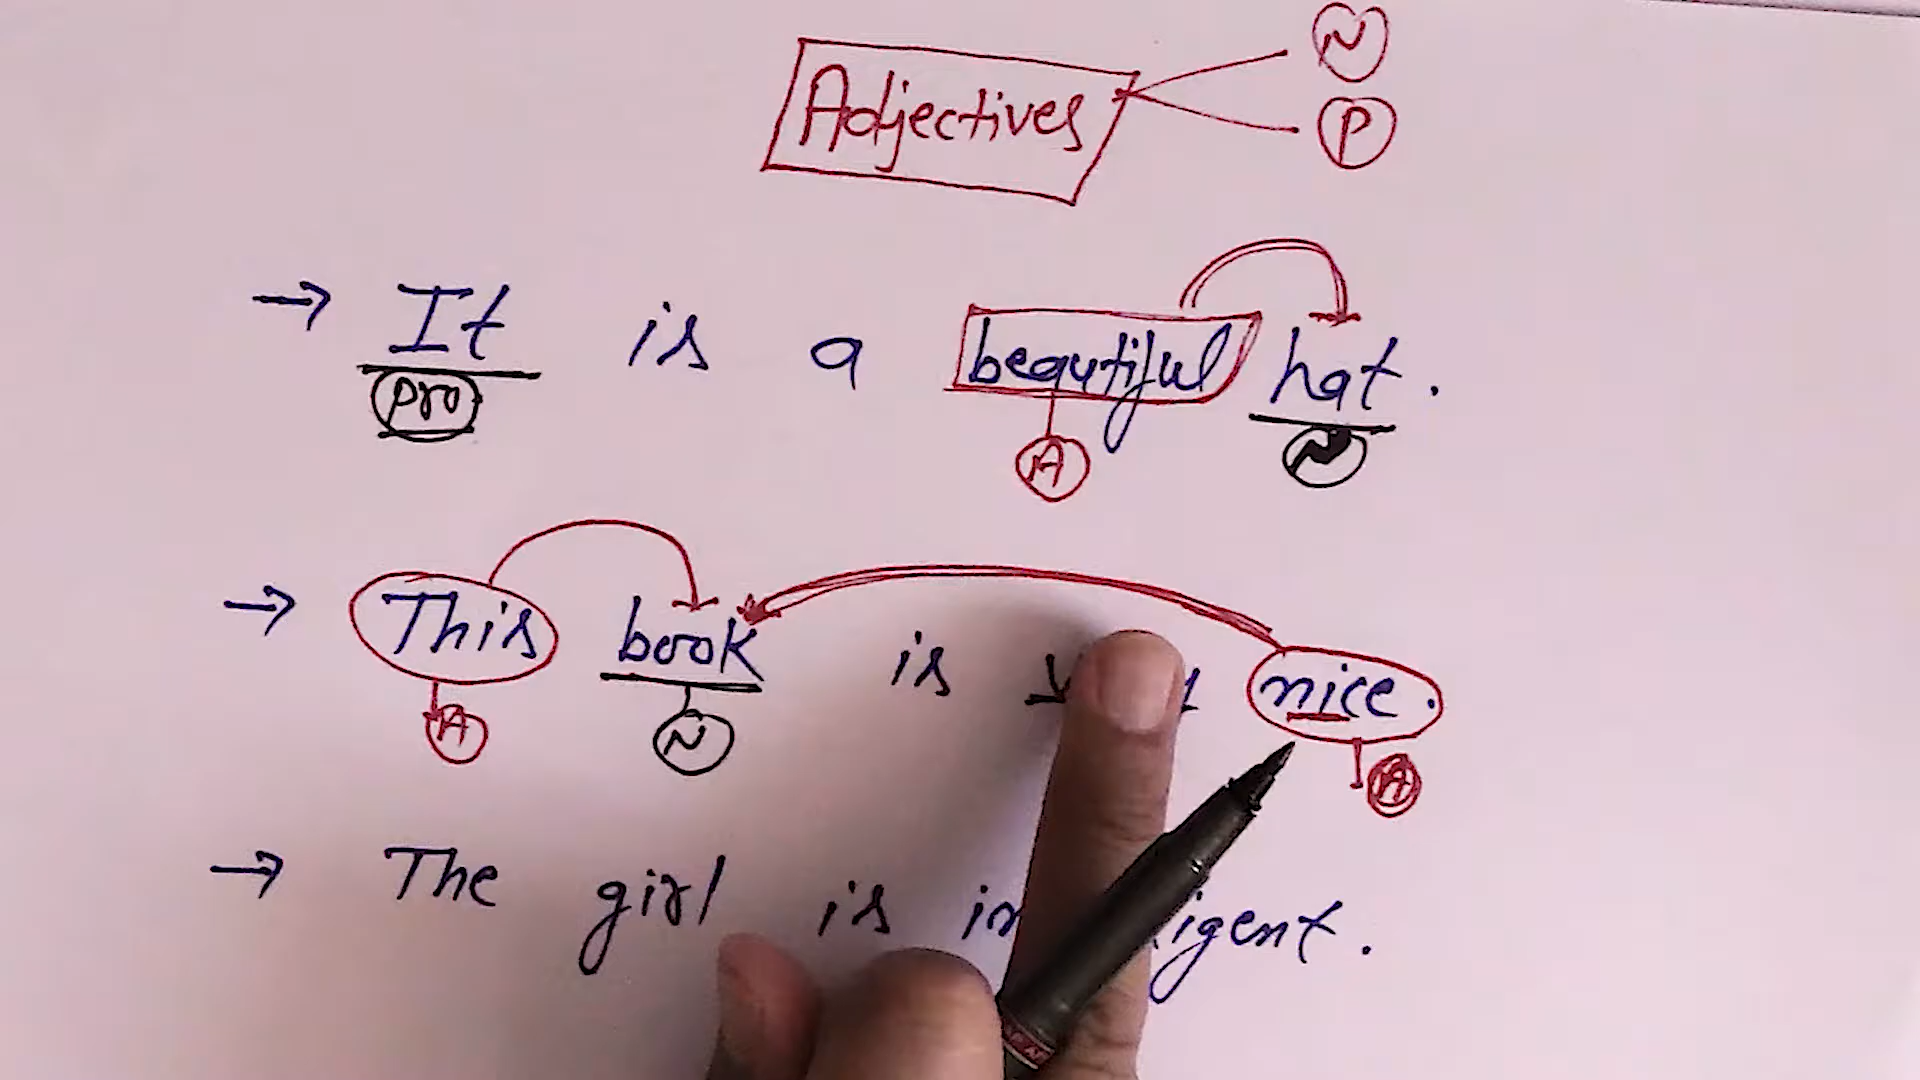 Adjectives
N
P
→ It is a beautiful hat.
pro A N
→ This book is nice.
A N A
→ The girl is